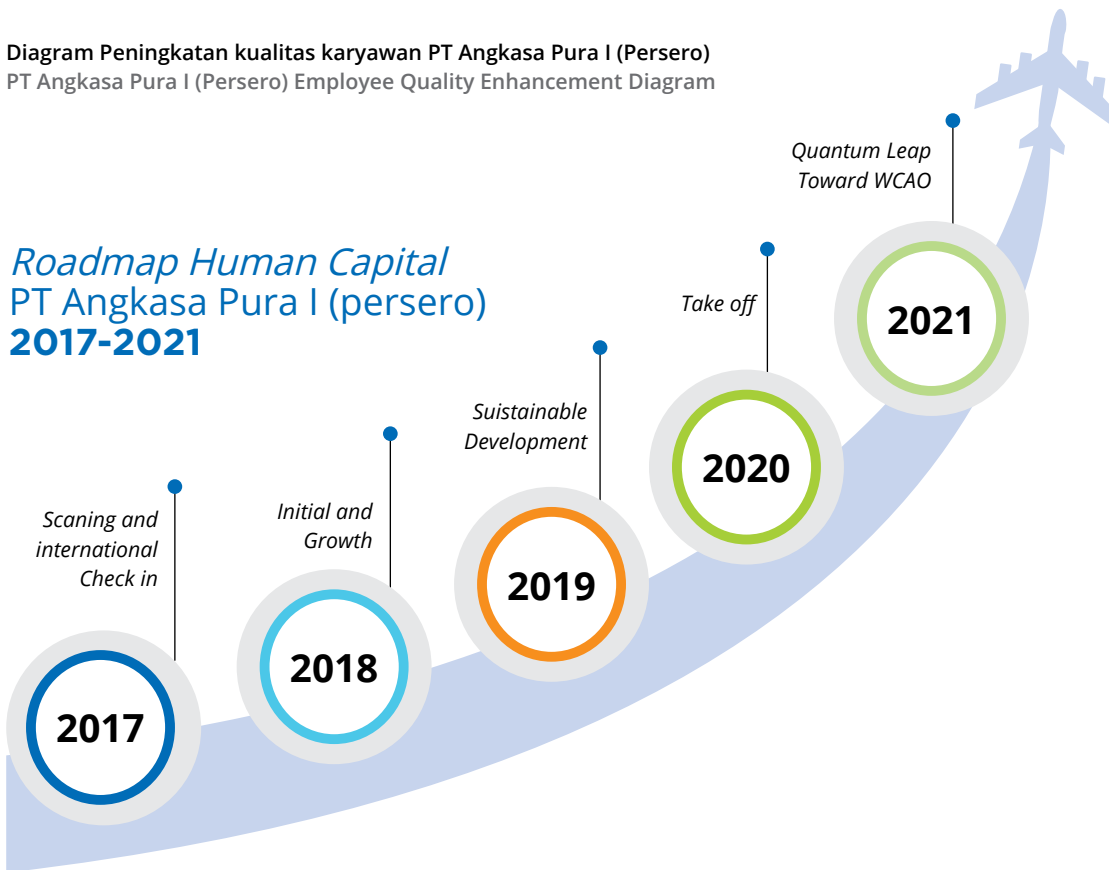 Diagram Peningkatan kualitas karyawan PT Angkasa Pura I (Persero)
PT Angkasa Pura I (Persero) Employee Quality Enhancement Diagram
Roadmap Human Capital
PT Angkasa Pura I (persero)
2017-2021
Scaning and
international
Check in
2017
Initial and
Growth
2018
Suistainable
Development
2019
Take off
2020
Quantum Leap
Toward WCAO
2021